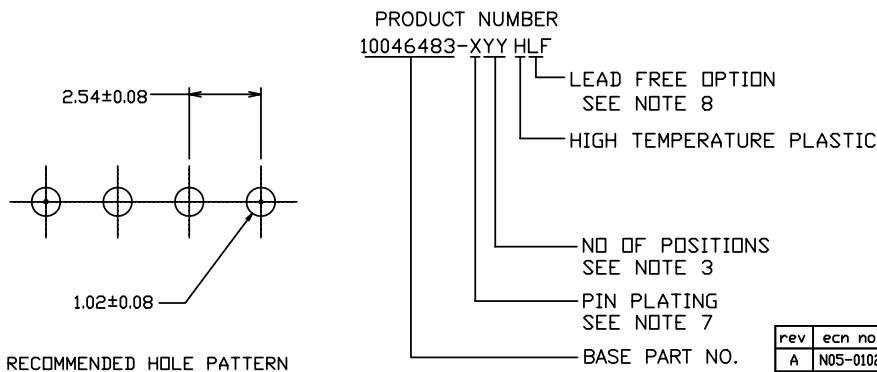 PRODUCT NUMBER
10046483-XYY HLF
LEAD FREE OPTION
SEE NOTE 8
HIGH TEMPERATURE PLASTIC
NO OF POSITIONS
SEE NOTE 3
PIN PLATING
SEE NOTE 7
BASE PART NO.
2.54±0.08
1.02±0.08
RECOMMENDED HOLE PATTERN
rev ecn no
A N05-0102